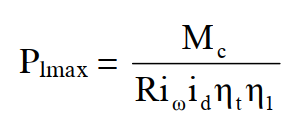 P_lmax = M_c / (R i_ω i_d η_t η_l)